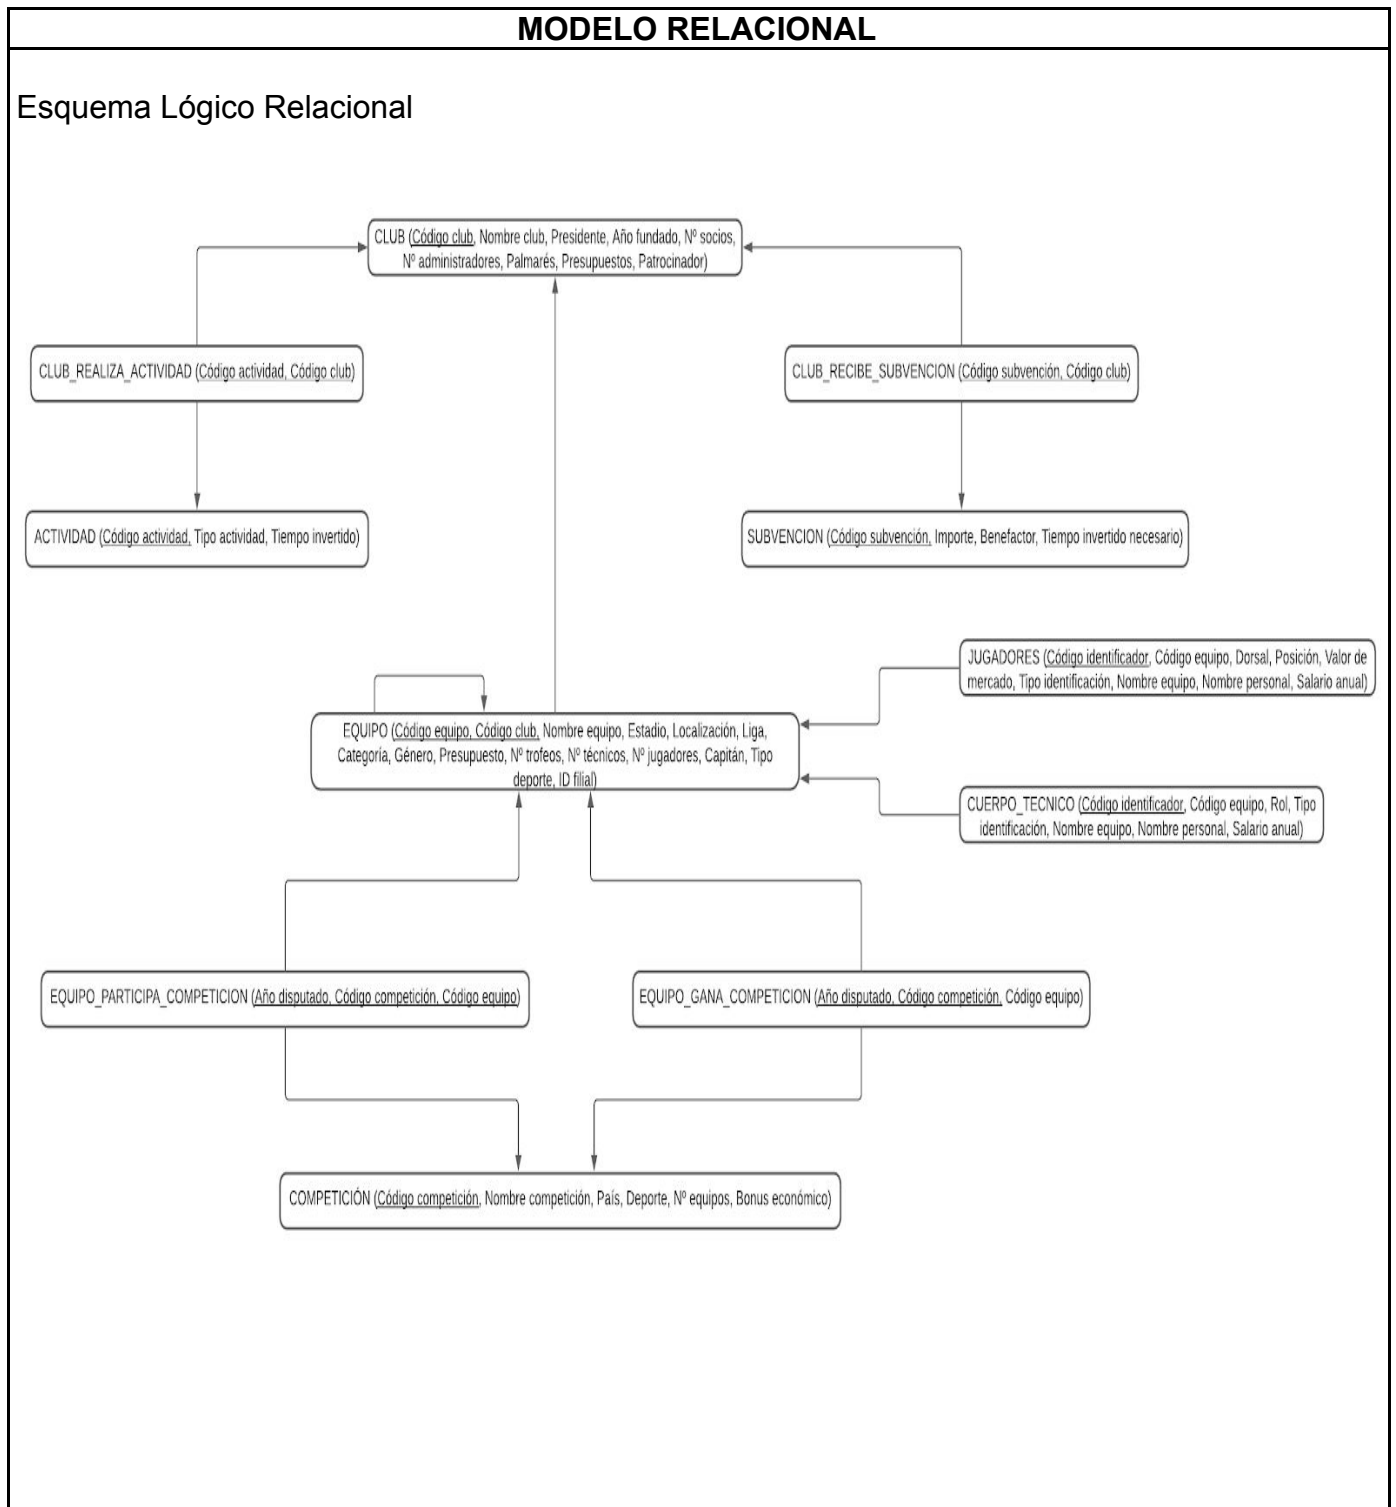 MODELO RELACIONAL
Esquema Lógico Relacional
CLUB (Código club, Nombre club, Presidente, Año fundado, Nº socios,
Nº administradores, Palmarés, Presupuestos, Patrocinador)
CLUB_REALIZA_ACTIVIDAD (Código actividad, Código club)
CLUB_RECIBE_SUBVENCION (Código subvención, Código club)
ACTIVIDAD (Código actividad, Tipo actividad, Tiempo invertido)
SUBVENCION (Código subvención, Importe, Benefactor, Tiempo invertido necesario)
JUGADORES (Código identificador, Código equipo, Dorsal, Posición, Valor de
mercado, Tipo identificación, Nombre equipo, Nombre personal, Salario anual)
EQUIPO (Código equipo, Código club, Nombre equipo, Estadio, Localización, Liga,
Categoría, Género, Presupuesto, Nº trofeos, Nº técnicos, Nº jugadores, Capitán, Tipo
deporte, ID filial)
CUERPO_TECNICO (Código identificador, Código equipo, Rol, Tipo
identificación, Nombre equipo, Nombre personal, Salario anual)
EQUIPO_PARTICIPA_COMPETICION (Año disputado, Código competición, Código equipo)
EQUIPO_GANA_COMPETICION (Año disputado, Código competición, Código equipo)
COMPETICIÓN (Código competición, Nombre competición, País, Deporte, Nº equipos, Bonus económico)